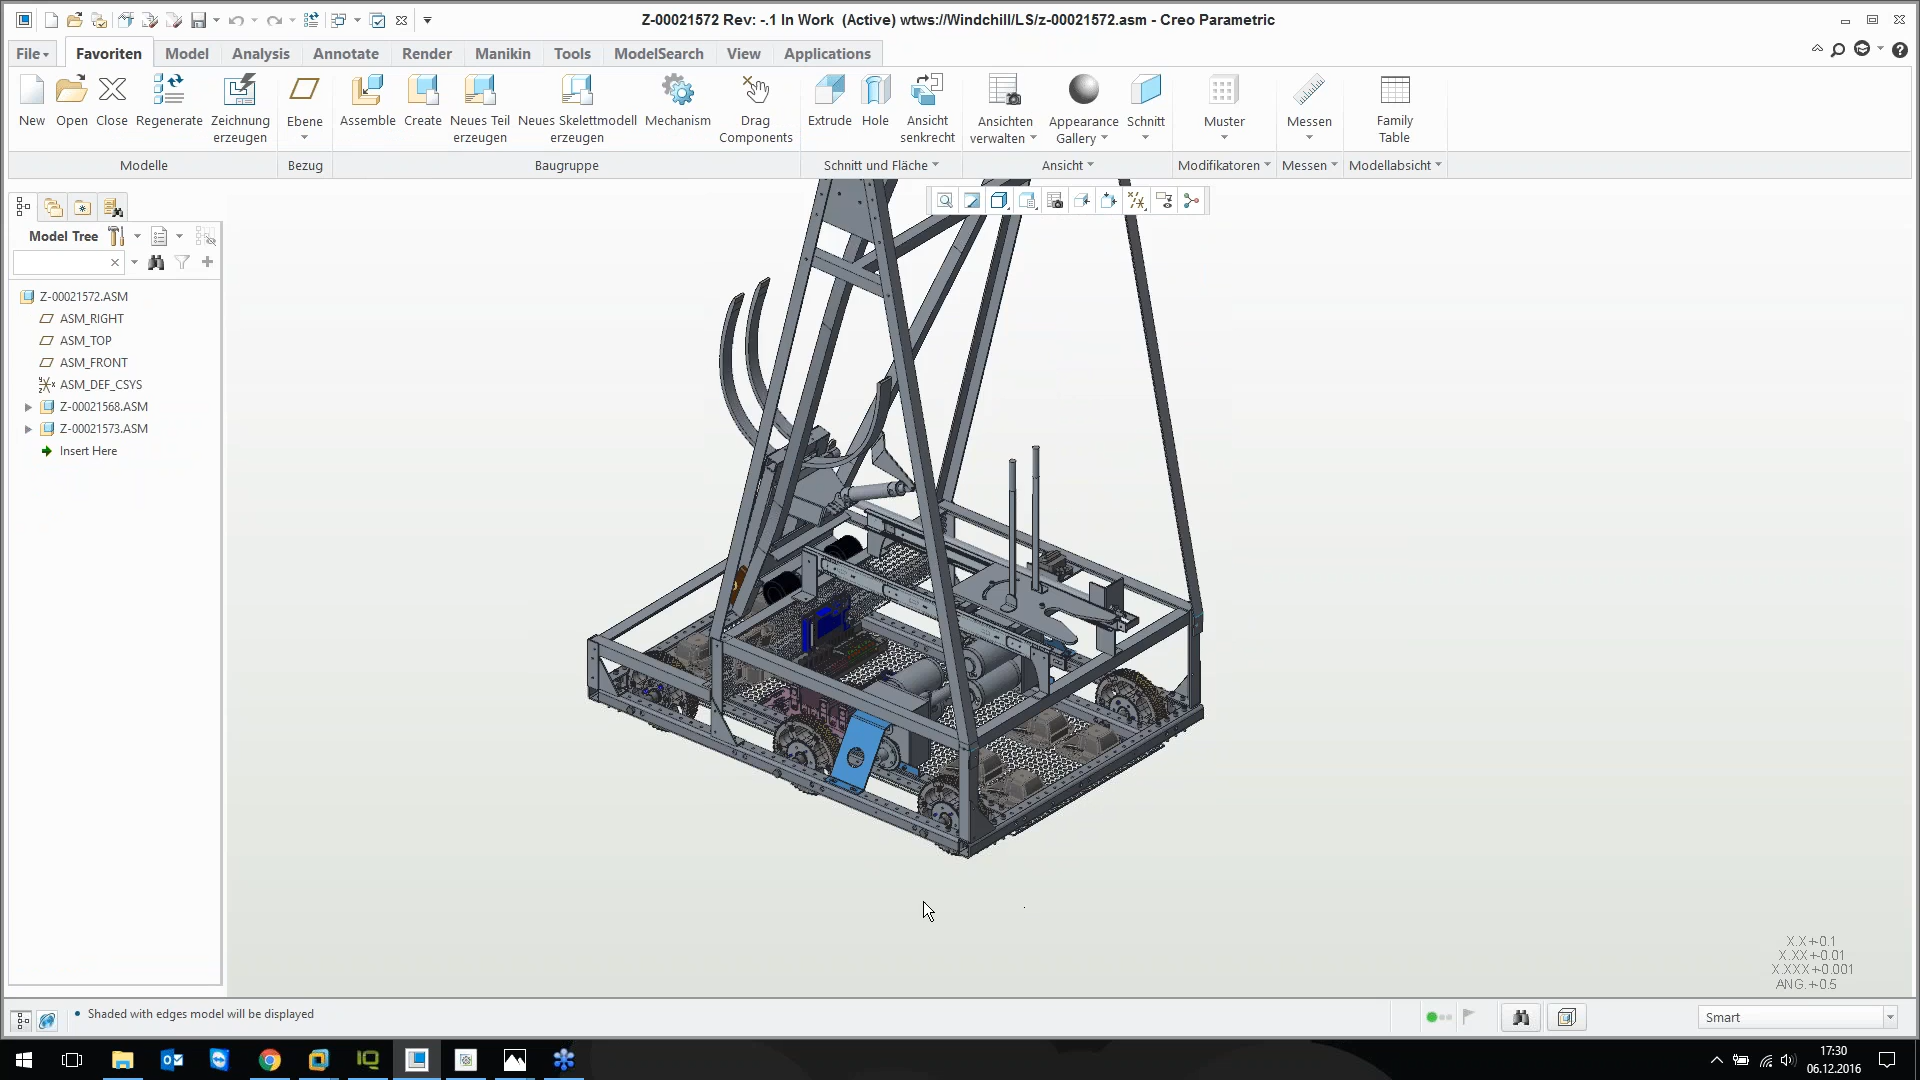 Z-00021572 Rev: -.1 In Work (Active) wtws://Windchill/LS/z-00021572.asm - Creo Parametric
File Favoriten Model Analysis Annotate Render Manikin Tools ModelSearch View Applications
New Open Close Regenerate Zeichnung erzeugen Ebene Assemble Create Neues Teil erzeugen Neues Skelettmodell erzeugen Mechanism Drag Components Extrude Hole Ansicht senkrecht Ansichten verwalten Appearance Gallery Schnitt Muster Messen Family Table
Modelle Bezug Baugruppe Schnitt und Fläche Ansicht Modifikatoren Messen Modellabsicht
Model Tree
Z-00021572.ASM
ASM_RIGHT
ASM_TOP
ASM_FRONT
ASM_DEF_CSYS
Z-00021568.ASM
Z-00021573.ASM
Insert Here
X.X +-0.1
X.XX +-0.01
X.XXX +-0.001
ANG. +-0.5
Shaded with edges model will be displayed
Smart
17:30
06.12.2016